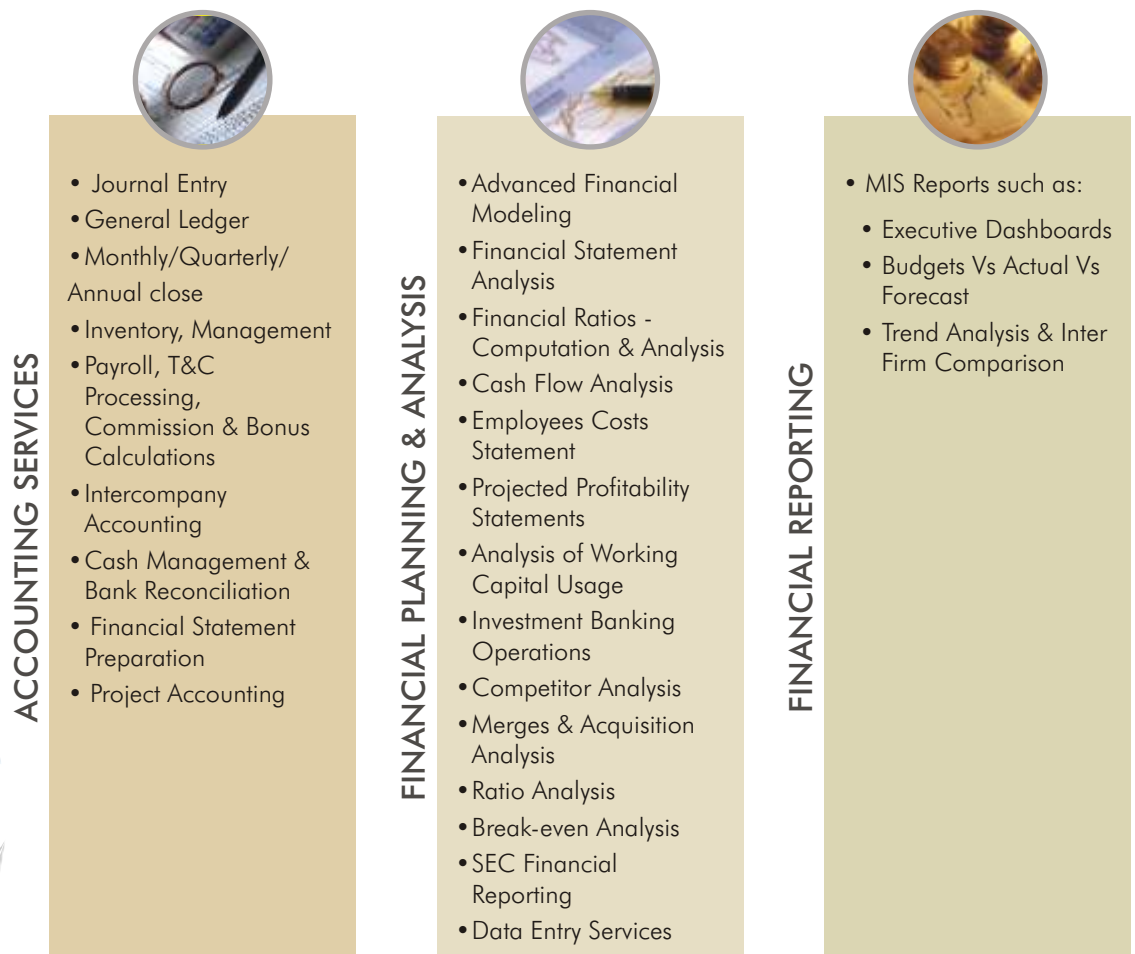 ACCOUNTING SERVICES
• Journal Entry
• General Ledger
• Monthly/Quarterly/
Annual close
• Inventory, Management
• Payroll, T&C
Processing,
Commission & Bonus
Calculations
• Intercompany
Accounting
• Cash Management &
Bank Reconciliation
• Financial Statement
Preparation
• Project Accounting
FINANCIAL PLANNING & ANALYSIS
• Advanced Financial
Modeling
• Financial Statement
Analysis
• Financial Ratios -
Computation & Analysis
• Cash Flow Analysis
• Employees Costs
Statement
• Projected Profitability
Statements
• Analysis of Working
Capital Usage
• Investment Banking
Operations
• Competitor Analysis
• Merges & Acquisition
Analysis
• Ratio Analysis
• Break-even Analysis
• SEC Financial
Reporting
• Data Entry Services
FINANCIAL REPORTING
• MIS Reports such as:
• Executive Dashboards
• Budgets Vs Actual Vs
Forecast
• Trend Analysis & Inter
Firm Comparison